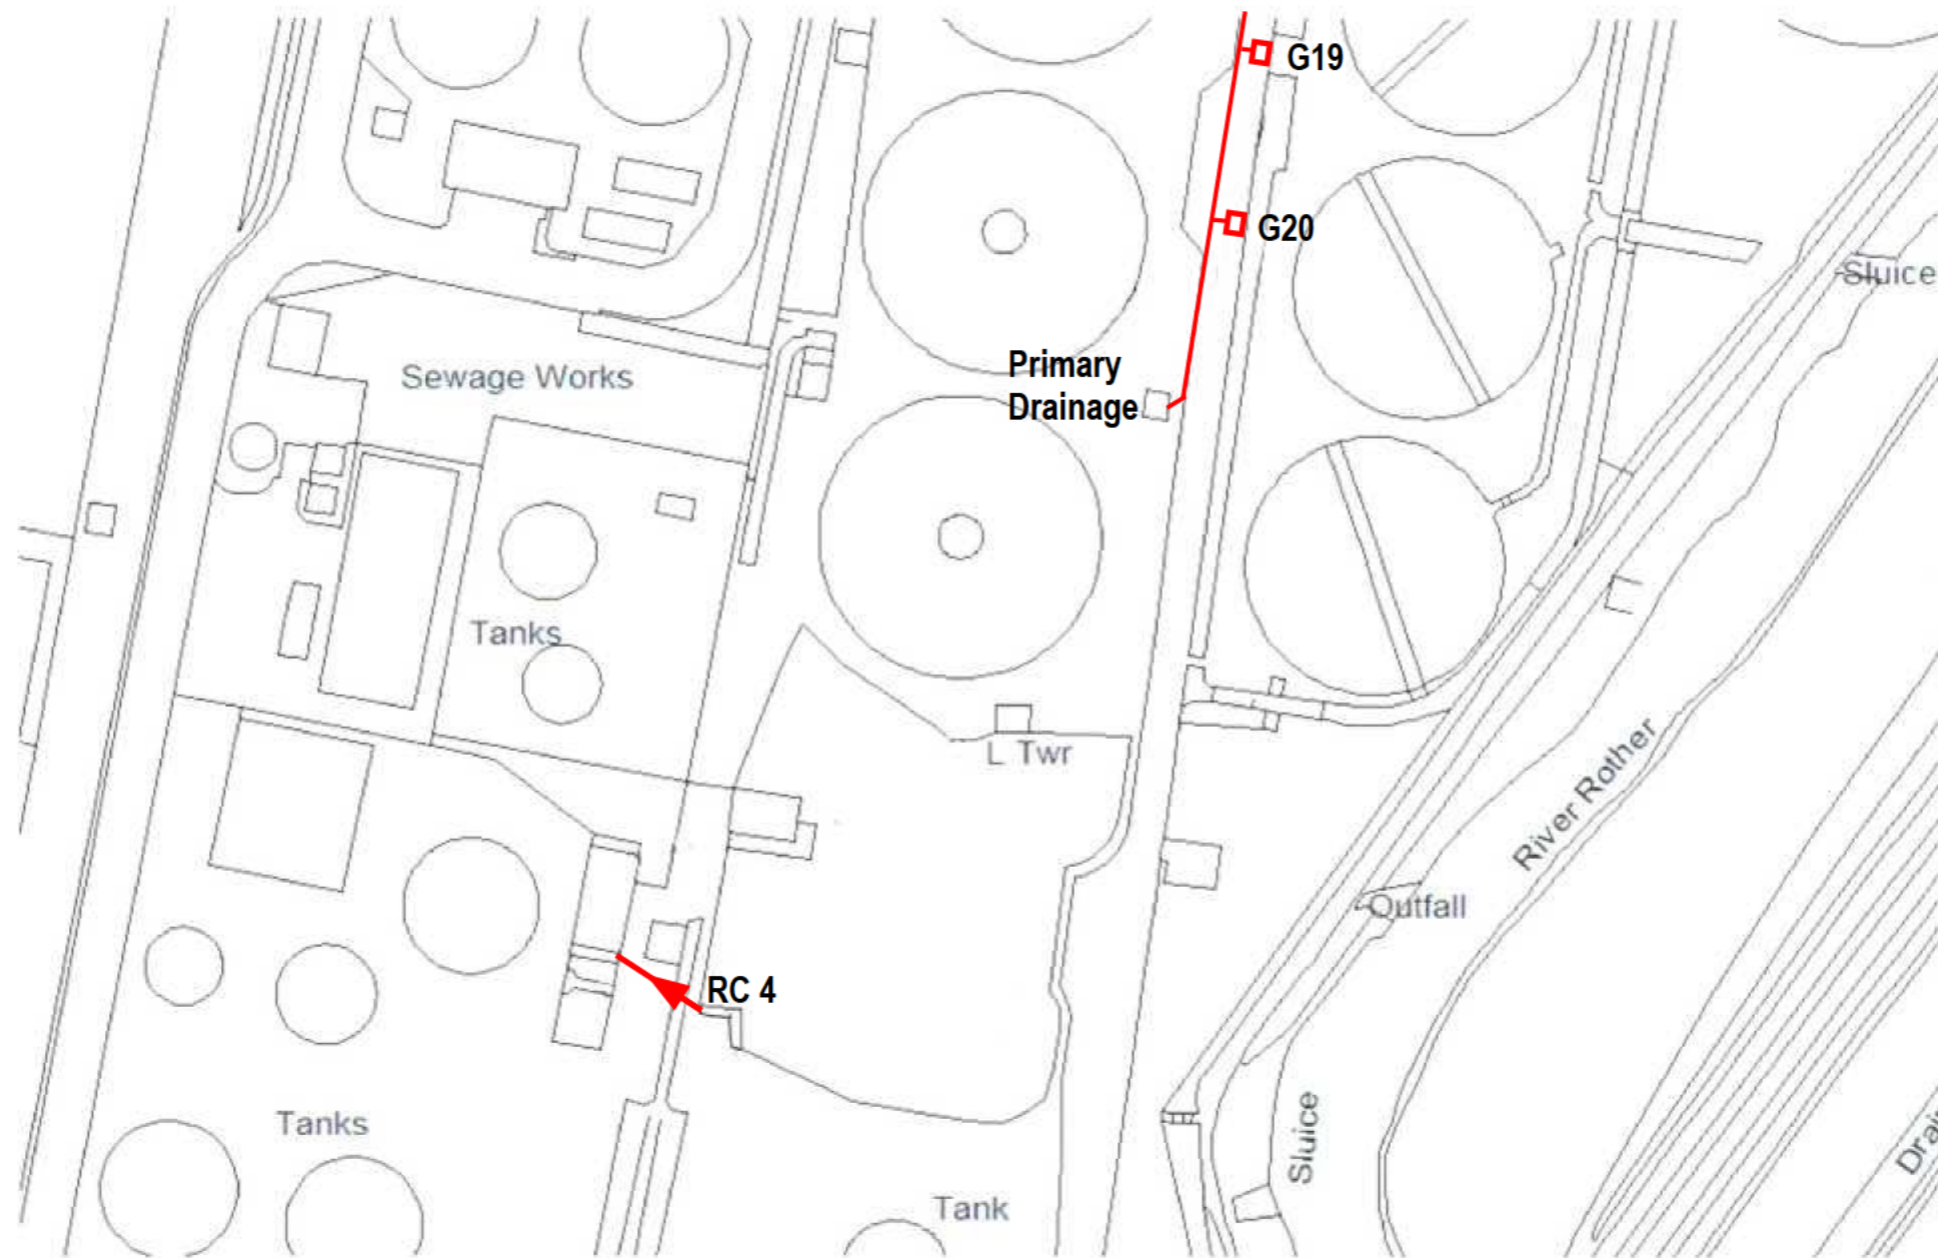 G19
G20
Sluice
Primary
Drainage
Sewage Works
Tanks
L Twr
River Rother
Outfall
RC 4
Tanks
Sluice
Tank